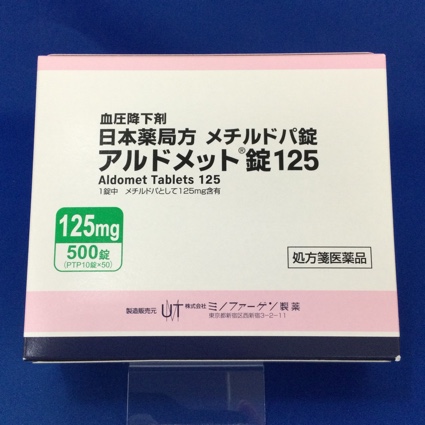 血圧降下剤
日本薬局方 メチルドパ錠
アルドメット®錠125
Aldomet Tablets 125
1錠中 メチルドパとして125mg含有
125mg
500錠
(PTP10錠×50)
処方箋医薬品
製造販売元 株式会社 ミノファーゲン製薬
東京都新宿区西新宿3-2-11